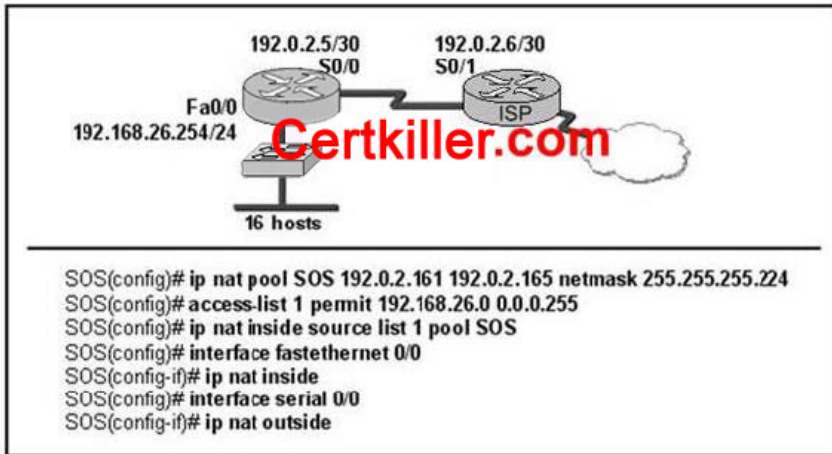 192.0.2.5/30
192.0.2.6/30
S0/0
S0/1
Fa0/0
ISP
192.168.26.254/24
Certkiller.com
16 hosts
SOS(config)# ip nat pool SOS 192.0.2.161 192.0.2.165 netmask 255.255.255.224
SOS(config)# access-list 1 permit 192.168.26.0 0.0.0.255
SOS(config)# ip nat inside source list 1 pool SOS
SOS(config)# interface fastethernet 0/0
SOS(config-if)# ip nat inside
SOS(config)# interface serial 0/0
SOS(config-if)# ip nat outside